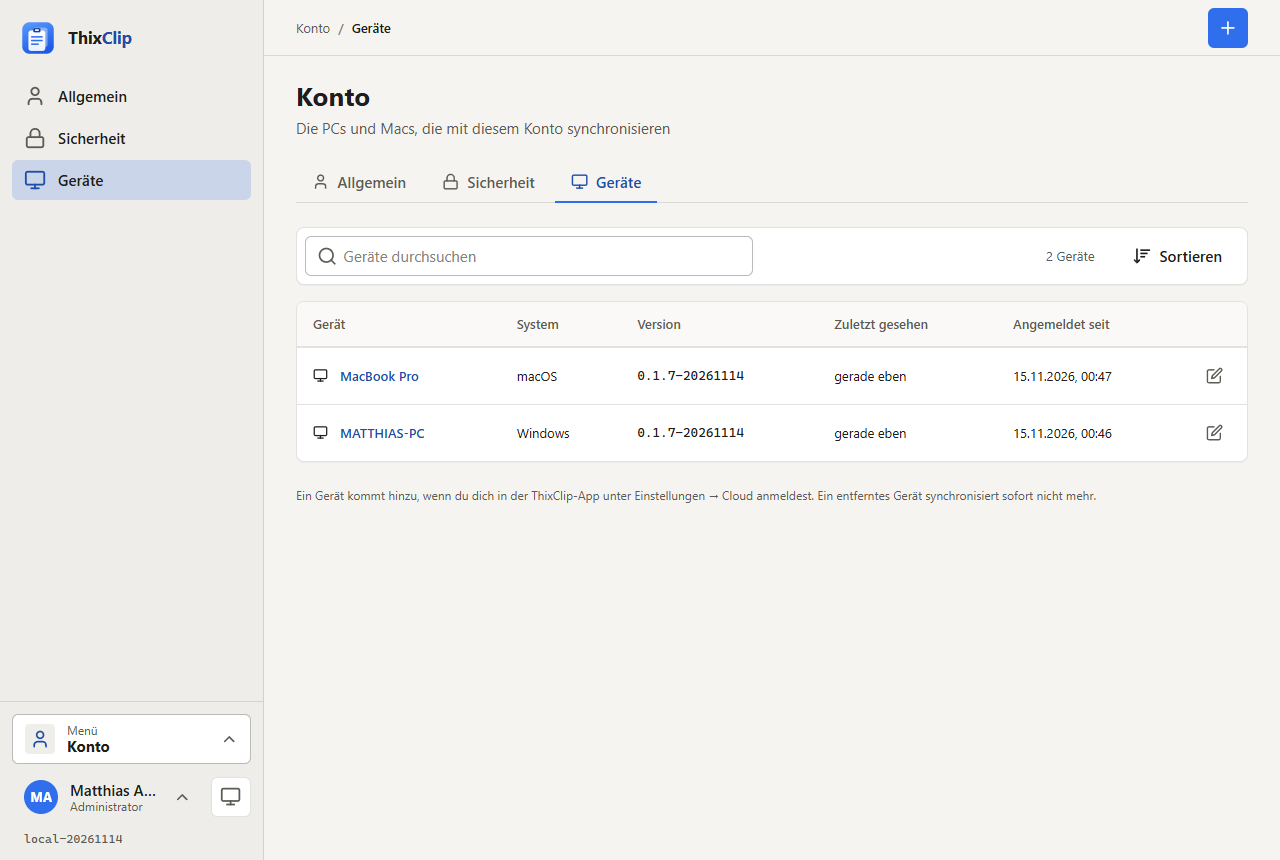 ThixClip
Allgemein
Sicherheit
Geräte
Menü
Konto
MA
Matthias A...
Administrator
local-20261114
Konto / Geräte
Konto
Die PCs und Macs, die mit diesem Konto synchronisieren
Allgemein Sicherheit Geräte
Geräte durchsuchen 2 Geräte Sortieren
Gerät System Version Zuletzt gesehen Angemeldet seit
MacBook Pro macOS 0.1.7-20261114 gerade eben 15.11.2026, 00:47
MATTHIAS-PC Windows 0.1.7-20261114 gerade eben 15.11.2026, 00:46
Ein Gerät kommt hinzu, wenn du dich in der ThixClip-App unter Einstellungen → Cloud anmeldest. Ein entferntes Gerät synchronisiert sofort nicht mehr.